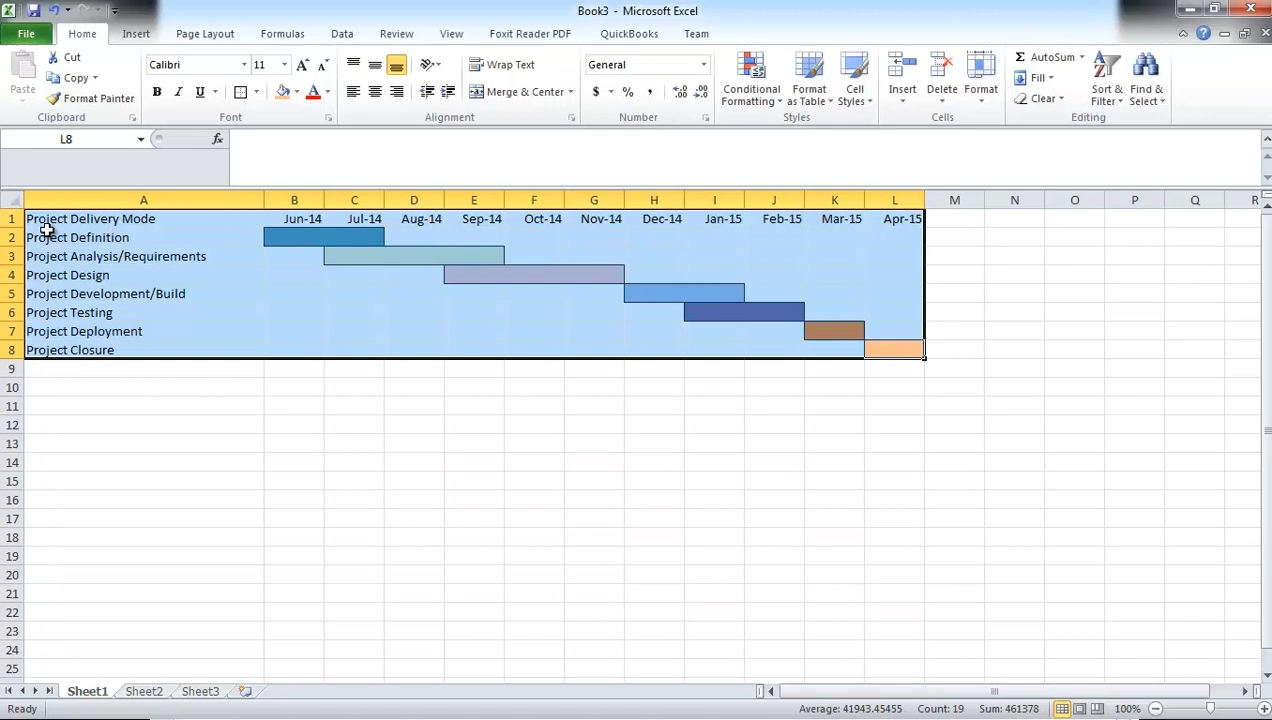 Book3 - Microsoft Excel
File Home Insert Page Layout Formulas Data Review View Foxit Reader PDF QuickBooks Team
Paste
Cut
Copy
Format Painter
Clipboard
Calibri 11
B I U A
Font
Wrap Text
Merge & Center
Alignment
General
$ % ,
Number
Conditional Formatting
Format as Table
Cell Styles
Styles
Insert Delete Format
Cells
AutoSum
Fill
Clear
Sort & Filter
Find & Select
Editing
L8 fx
A B C D E F G H I J K L M N O P Q R
1 Project Delivery Mode Jun-14 Jul-14 Aug-14 Sep-14 Oct-14 Nov-14 Dec-14 Jan-15 Feb-15 Mar-15 Apr-15
2 Project Definition
3 Project Analysis/Requirements
4 Project Design
5 Project Development/Build
6 Project Testing
7 Project Deployment
8 Project Closure
9
10
11
12
13
14
15
16
17
18
19
20
21
22
23
24
25
Sheet1 Sheet2 Sheet3
Ready Average: 41943.45455 Count: 19 Sum: 461378 100%